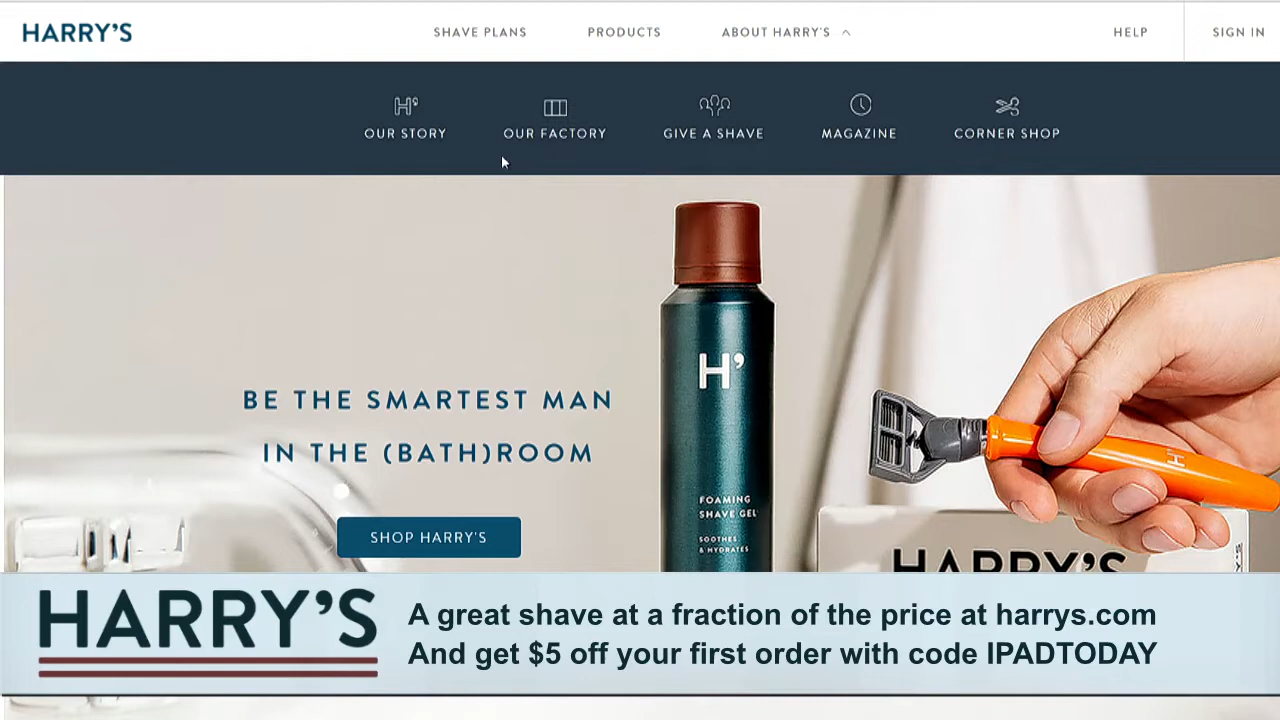 HARRY'S
SHAVE PLANS
PRODUCTS
ABOUT HARRY'S
HELP
SIGN IN
H'
OUR STORY
OUR FACTORY
GIVE A SHAVE
MAGAZINE
CORNER SHOP
BE THE SMARTEST MAN
IN THE (BATH)ROOM
SHOP HARRY'S
H'
FOAMING
SHAVE GEL
SOOTHES
& HYDRATES
H'
HARRY'S
HARRY'S
A great shave at a fraction of the price at harrys.com
And get $5 off your first order with code IPADTODAY